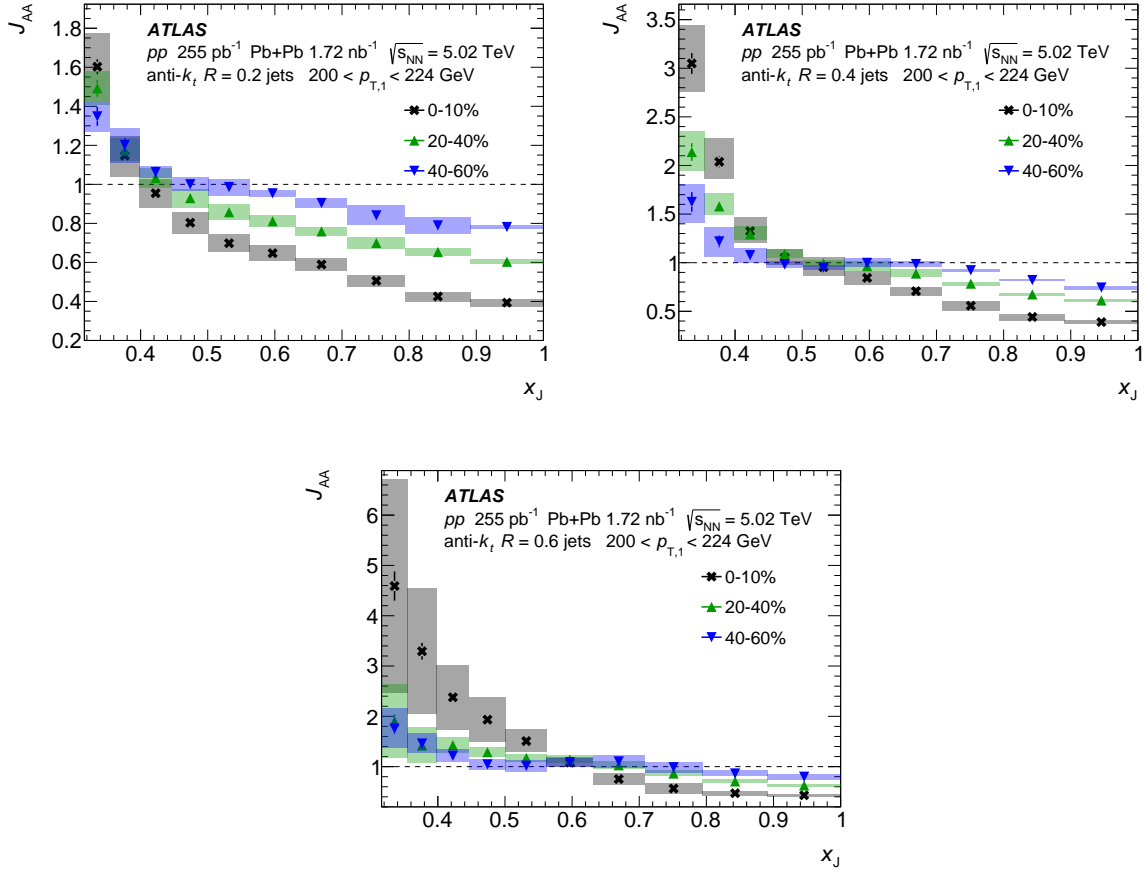 J_AA
1.8
1.6
1.4
1.2
1
0.8
0.6
0.4
0.2
ATLAS
pp 255 pb⁻¹ Pb+Pb 1.72 nb⁻¹ √s_NN = 5.02 TeV
anti-k_t R = 0.2 jets 200 < p_T,1 < 224 GeV
0-10%
20-40%
40-60%
0.4 0.5 0.6 0.7 0.8 0.9 1
x_J
J_AA
3.5
3
2.5
2
1.5
1
0.5
ATLAS
pp 255 pb⁻¹ Pb+Pb 1.72 nb⁻¹ √s_NN = 5.02 TeV
anti-k_t R = 0.4 jets 200 < p_T,1 < 224 GeV
0-10%
20-40%
40-60%
0.4 0.5 0.6 0.7 0.8 0.9 1
x_J
J_AA
6
5
4
3
2
1
ATLAS
pp 255 pb⁻¹ Pb+Pb 1.72 nb⁻¹ √s_NN = 5.02 TeV
anti-k_t R = 0.6 jets 200 < p_T,1 < 224 GeV
0-10%
20-40%
40-60%
0.4 0.5 0.6 0.7 0.8 0.9 1
x_J